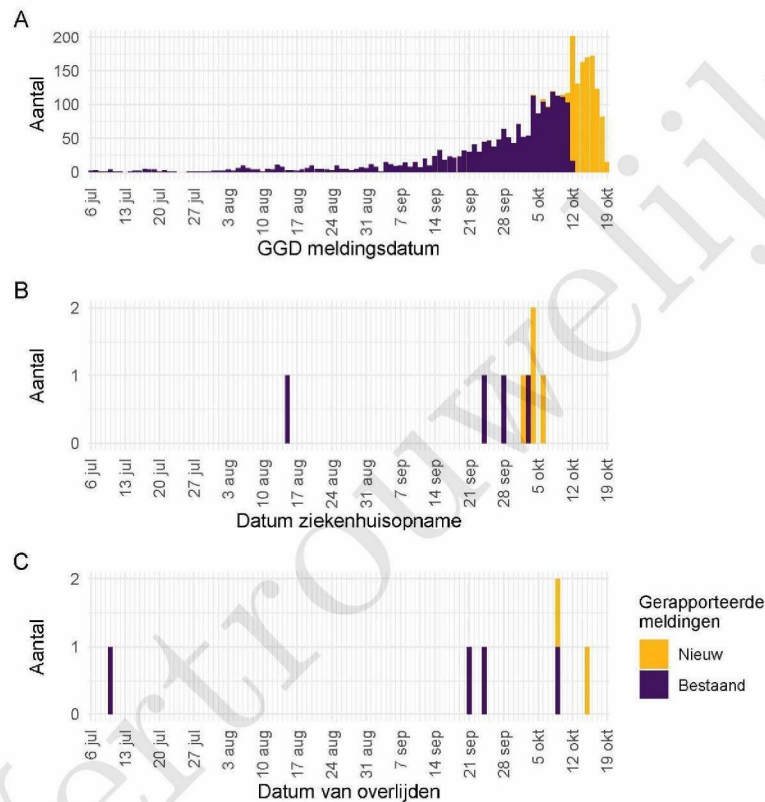 A
Aantal
200
150
100
50
0
6 jul
13 jul
20 jul
27 jul
3 aug
10 aug
17 aug
24 aug
31 aug
7 sep
14 sep
21 sep
28 sep
5 okt
12 okt
19 okt
GGD meldingsdatum
B
Aantal
2
1
0
6 jul
13 jul
20 jul
27 jul
3 aug
10 aug
17 aug
24 aug
31 aug
7 sep
14 sep
21 sep
28 sep
5 okt
12 okt
19 okt
Datum ziekenhuisopname
C
Aantal
2
1
0
6 jul
13 jul
20 jul
27 jul
3 aug
10 aug
17 aug
24 aug
31 aug
7 sep
14 sep
21 sep
28 sep
5 okt
12 okt
19 okt
Datum van overlijden
Gerapporteerde
meldingen
Nieuw
Bestaand